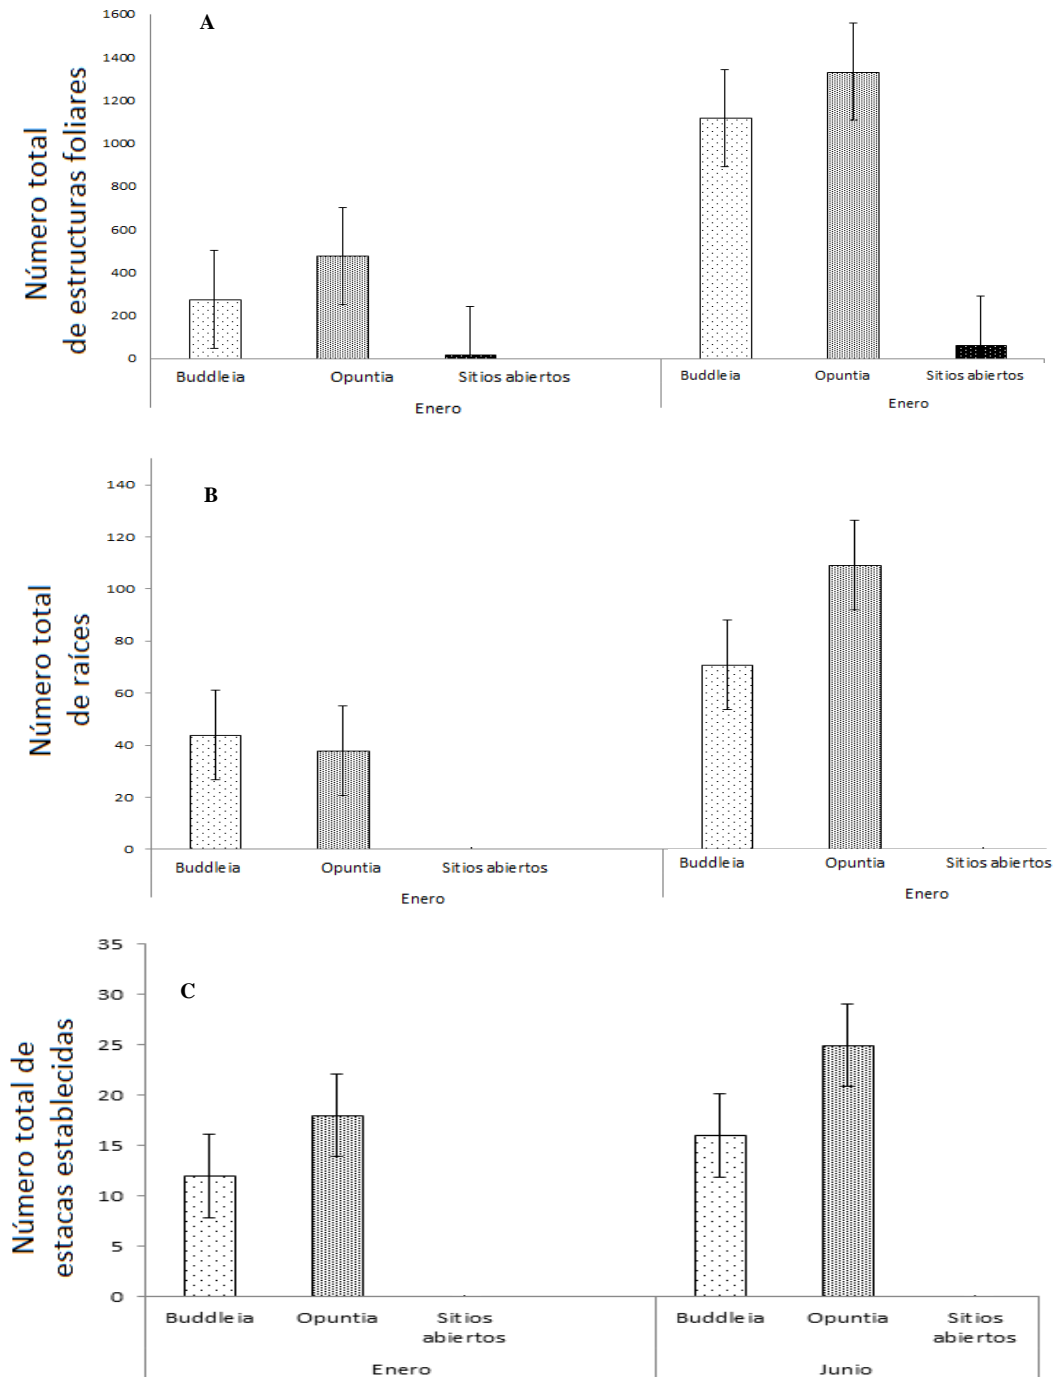 A
Número total
de estructuras foliares
1600
1400
1200
1000
800
600
400
200
0
Buddleia Opuntia Sitios abiertos Buddleia Opuntia Sitios abiertos
Enero Enero
B
Número total
de raíces
140
120
100
80
60
40
20
0
Buddleia Opuntia Sitios abiertos Buddleia Opuntia Sitios abiertos
Enero Enero
C
Número total de
estacas establecidas
35
30
25
20
15
10
5
0
Buddleia Opuntia Sitios Buddleia Opuntia Sitios
abiertos abiertos
Enero Junio